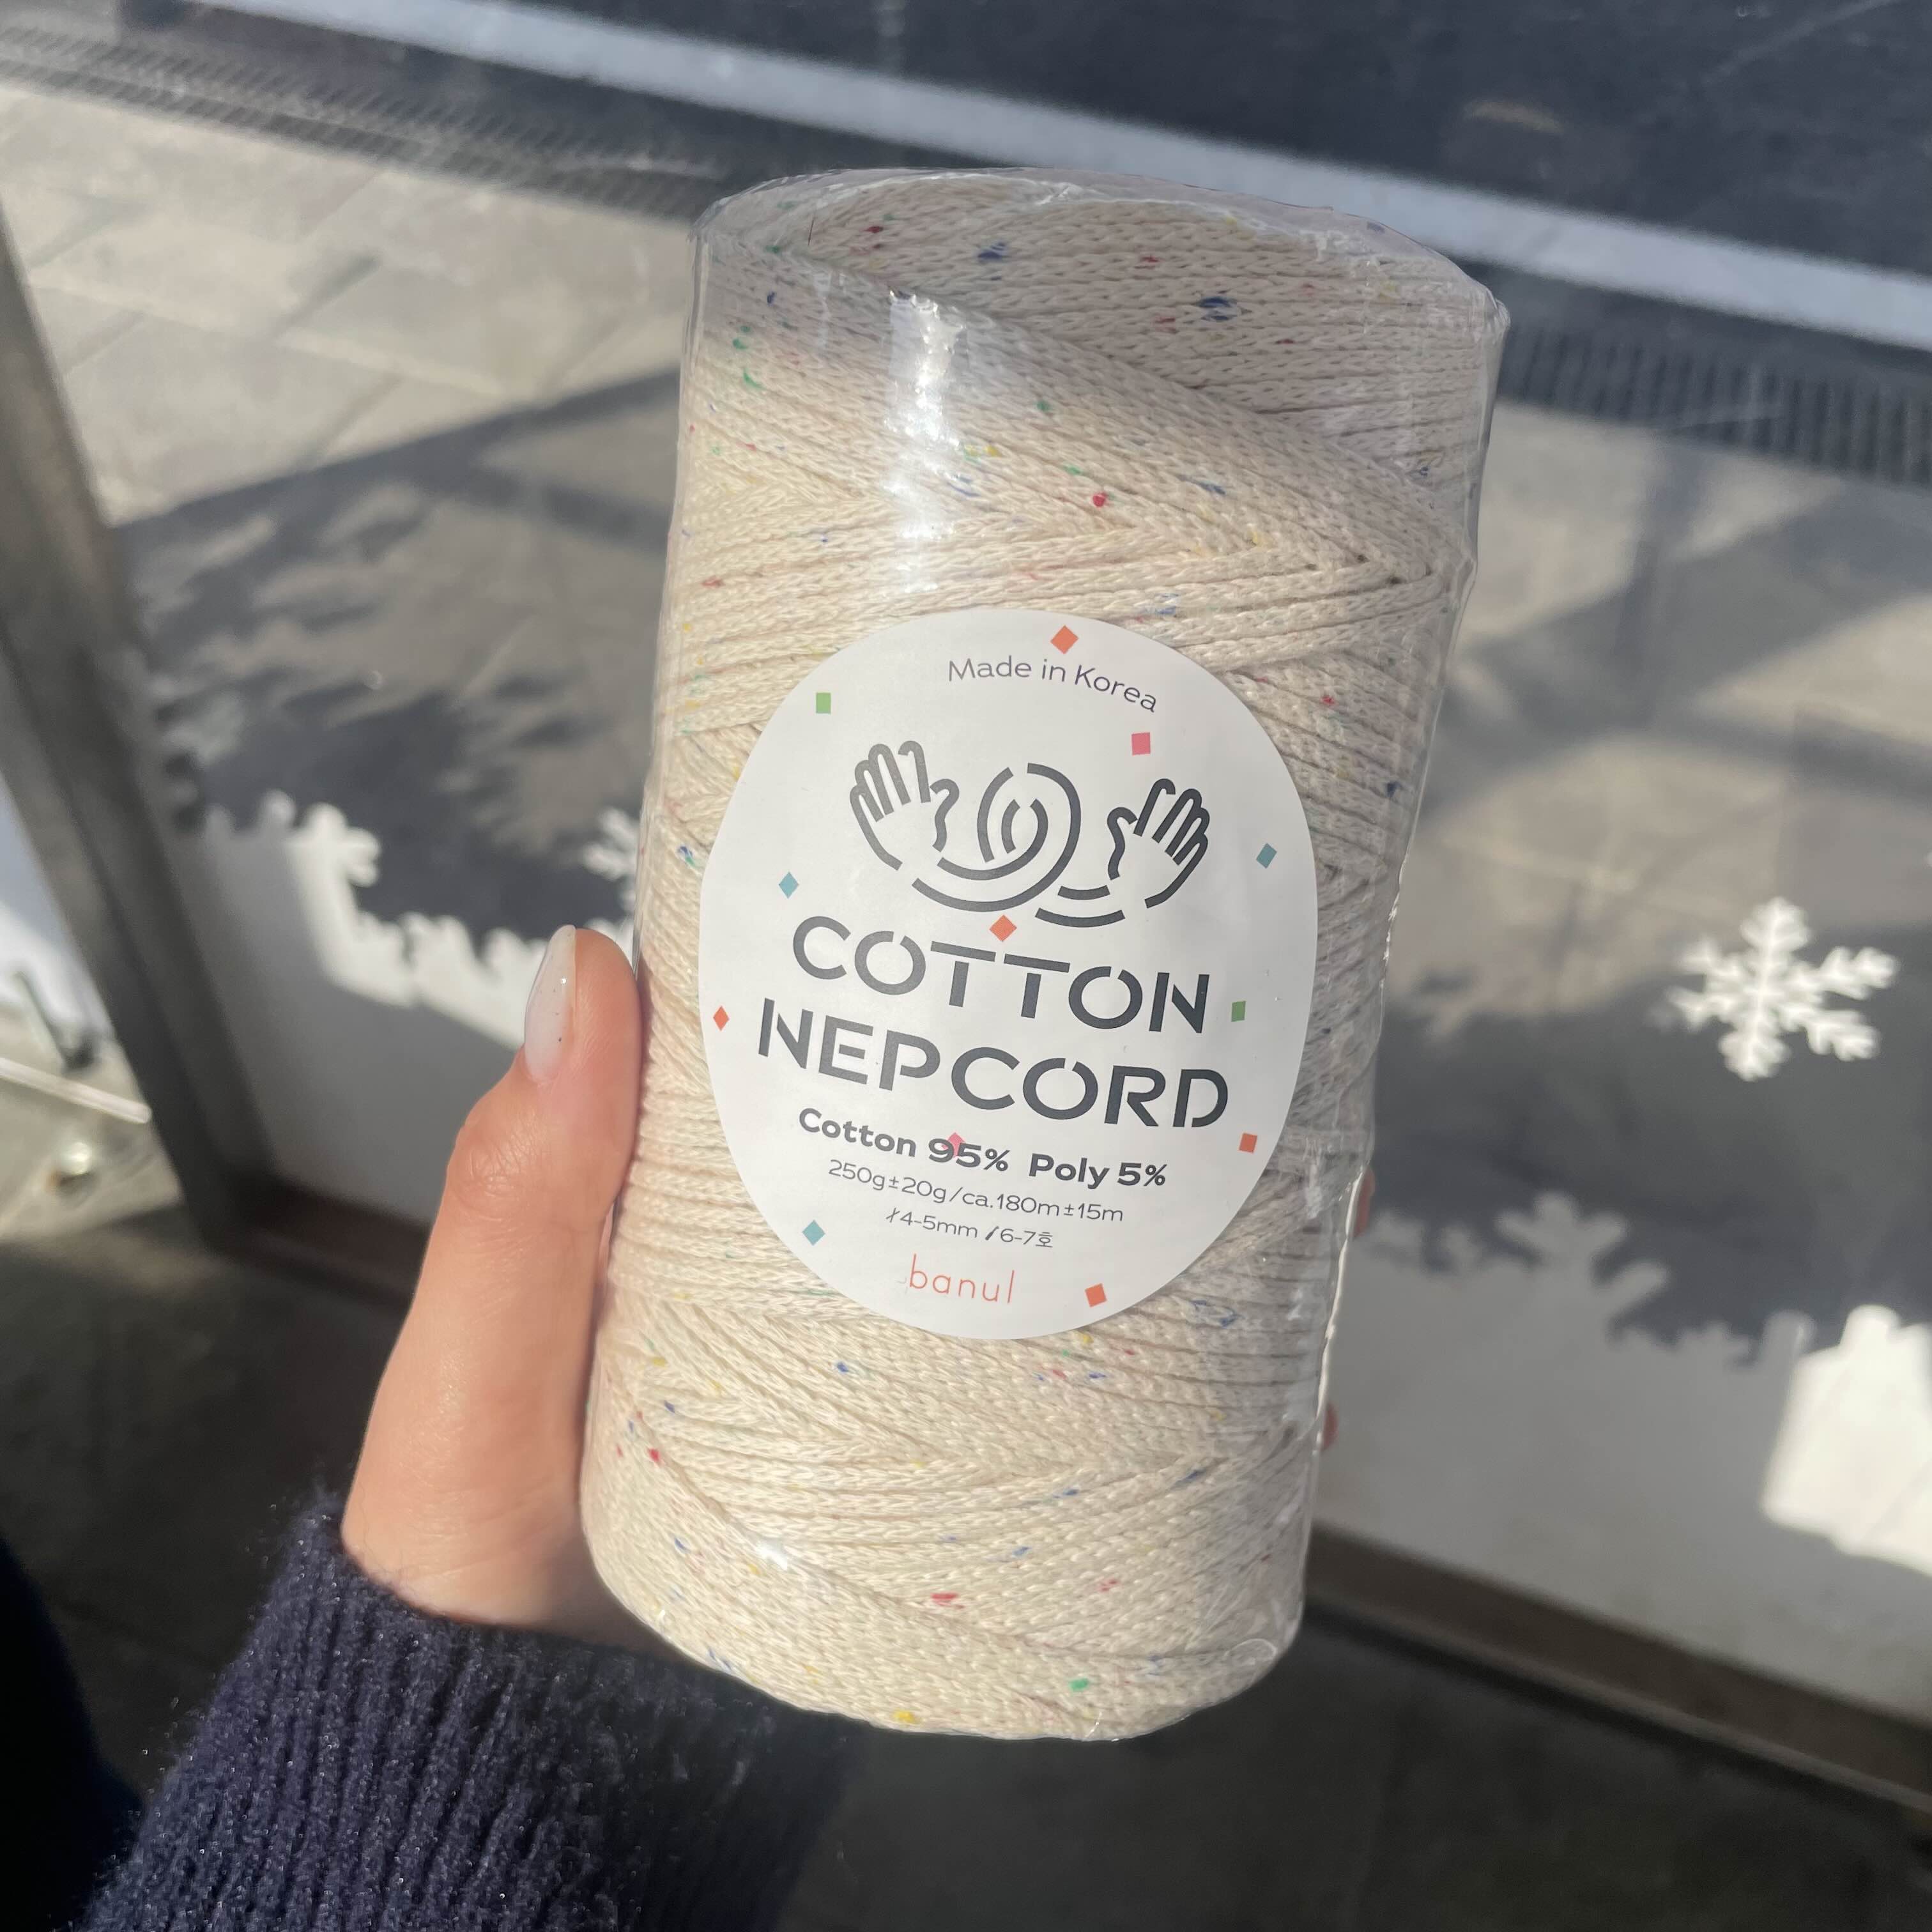 Made in Korea
COTTON
NEPCORD
Cotton 95% Poly 5%
250g±20g/ca.180m±15m
4-5mm /6-7호
banul